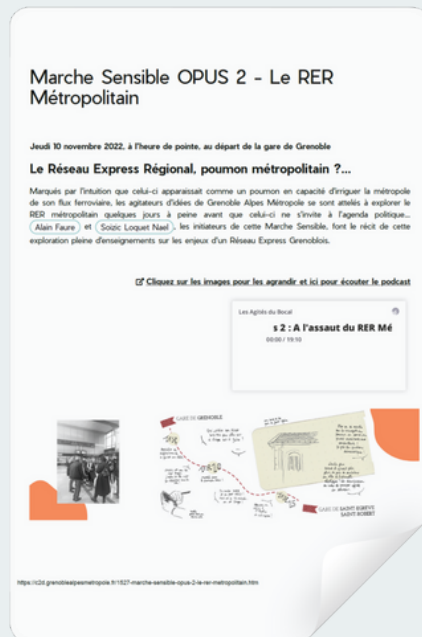 Marche Sensible OPUS 2 - Le RER
Métropolitain
Jeudi 10 novembre 2022, à l'heure de pointe, au départ de la gare de Grenoble
Le Réseau Express Régional, poumon métropolitain ?...
Marqués par l'intuition que celui-ci apparaissait comme un poumon en capacité d'irriguer la métropole
de son flux ferroviaire, les agitateurs d'idées de Grenoble Alpes Métropole se sont attelés à explorer le
RER métropolitain quelques jours à peine avant que celui-ci ne s'invite à l'agenda politique...
Alain Faure et Soizic Loquet Nael, les initiateurs de cette Marche Sensible, font le récit de cette
exploration pleine d'enseignements sur les enjeux d'un Réseau Express Grenoblois.
Cliquez sur les images pour les agrandir et ici pour écouter le podcast
Les Agités du Bocal
s 2 : A l'assaut du RER Mé
00:00 / 19:10
GARE DE GRENOBLE
GARE DE SAINT EGREVE
SAINT ROBERT
https://c2d.grenoblealpesmetropole.fr/1527-marche-sensible-opus-2-le-rer-metropolitain.htm